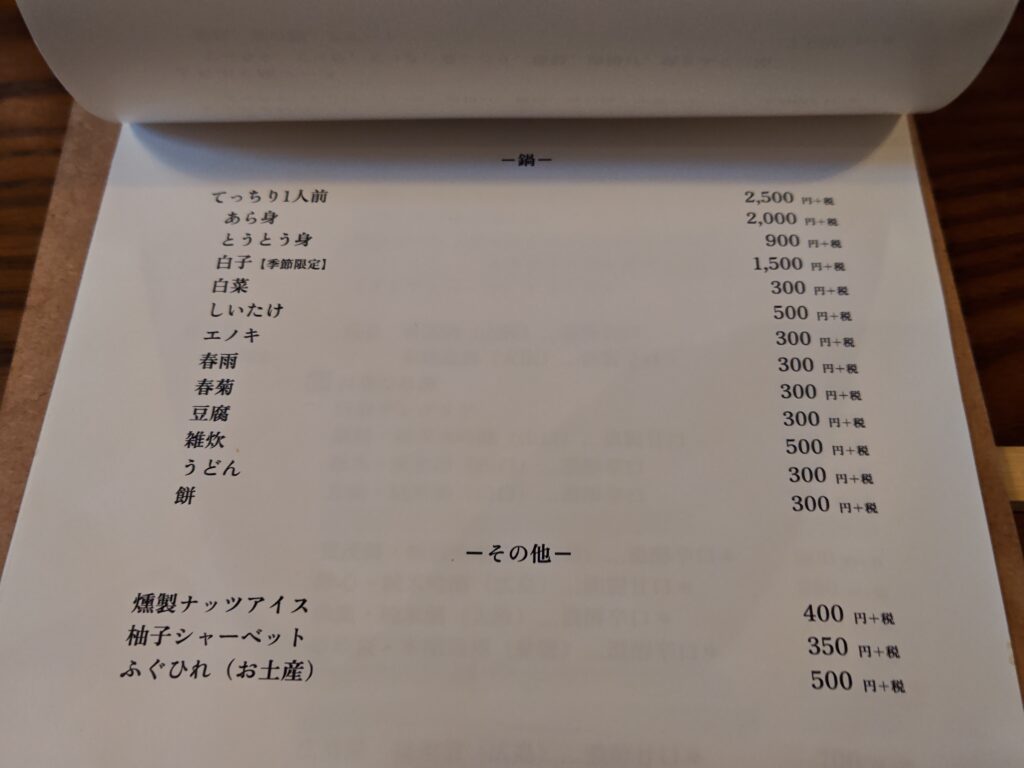 －鍋－
てっちり1人前 2,500 円+税
あら身 2,000 円+税
とうとう身 900 円+税
白子【季節限定】 1,500 円+税
白菜 300 円+税
しいたけ 500 円+税
エノキ 300 円+税
春雨 300 円+税
春菊 300 円+税
豆腐 300 円+税
雑炊 500 円+税
うどん 300 円+税
餅 300 円+税
－その他－
燻製ナッツアイス 400 円+税
柚子シャーベット 350 円+税
ふぐひれ（お土産） 500 円+税